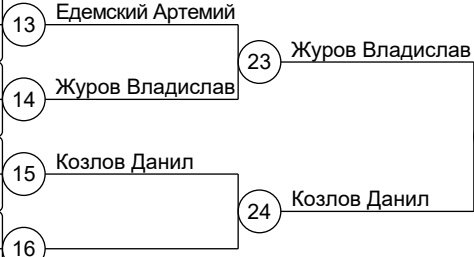 13 Едемский Артемий
23 Журов Владислав
14 Журов Владислав
15 Козлов Данил
24 Козлов Данил
16